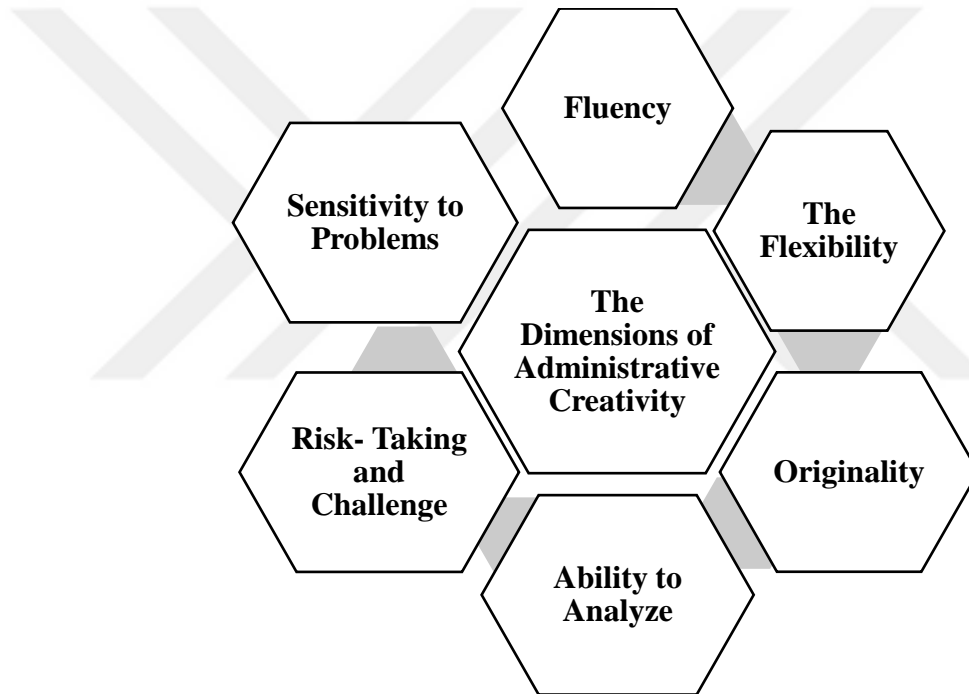 Fluency
The
Flexibility
Originality
Ability to
Analyze
Risk- Taking
and
Challenge
Sensitivity to
Problems
The
Dimensions of
Administrative
Creativity